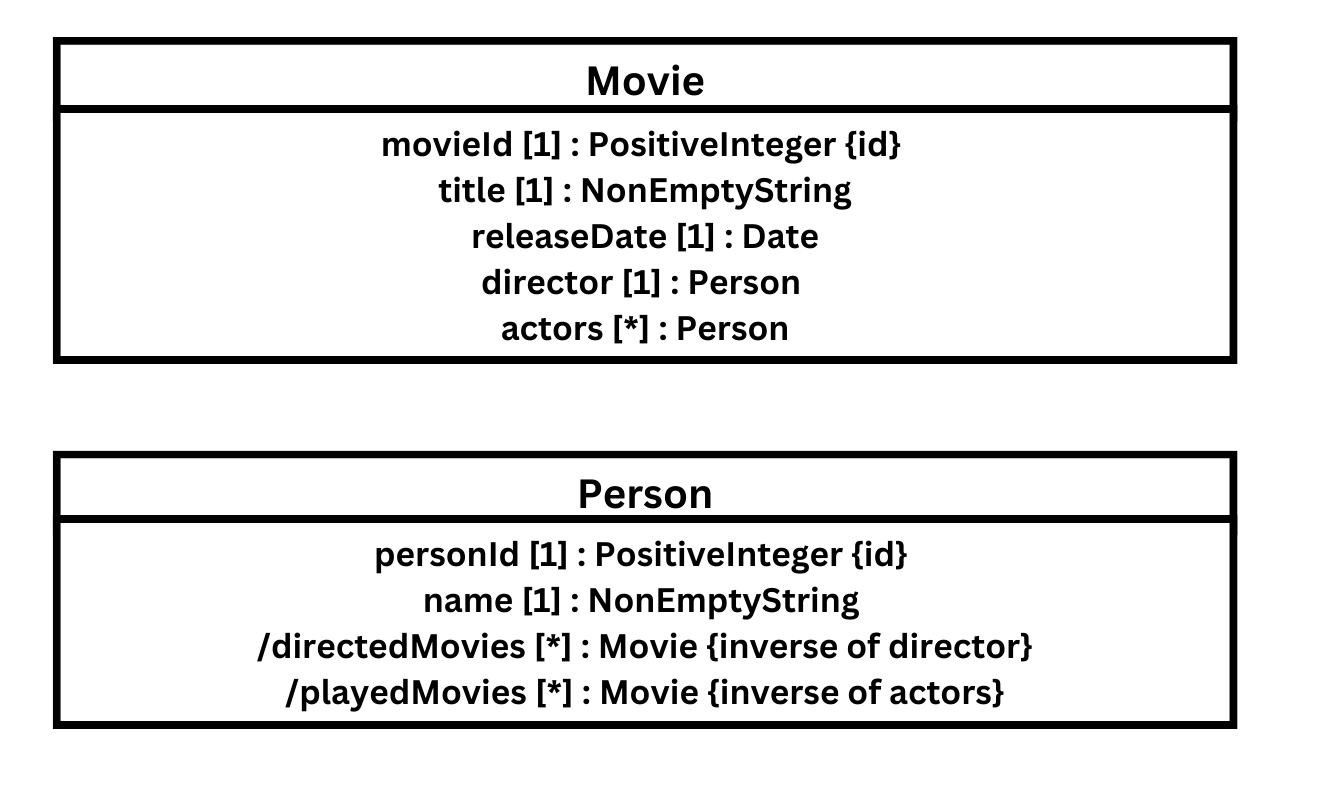 Movie
movieId [1] : PositiveInteger {id}
title [1] : NonEmptyString
releaseDate [1] : Date
director [1] : Person
actors [*] : Person
Person
personId [1] : PositiveInteger {id}
name [1] : NonEmptyString
/directedMovies [*] : Movie {inverse of director}
/playedMovies [*] : Movie {inverse of actors}